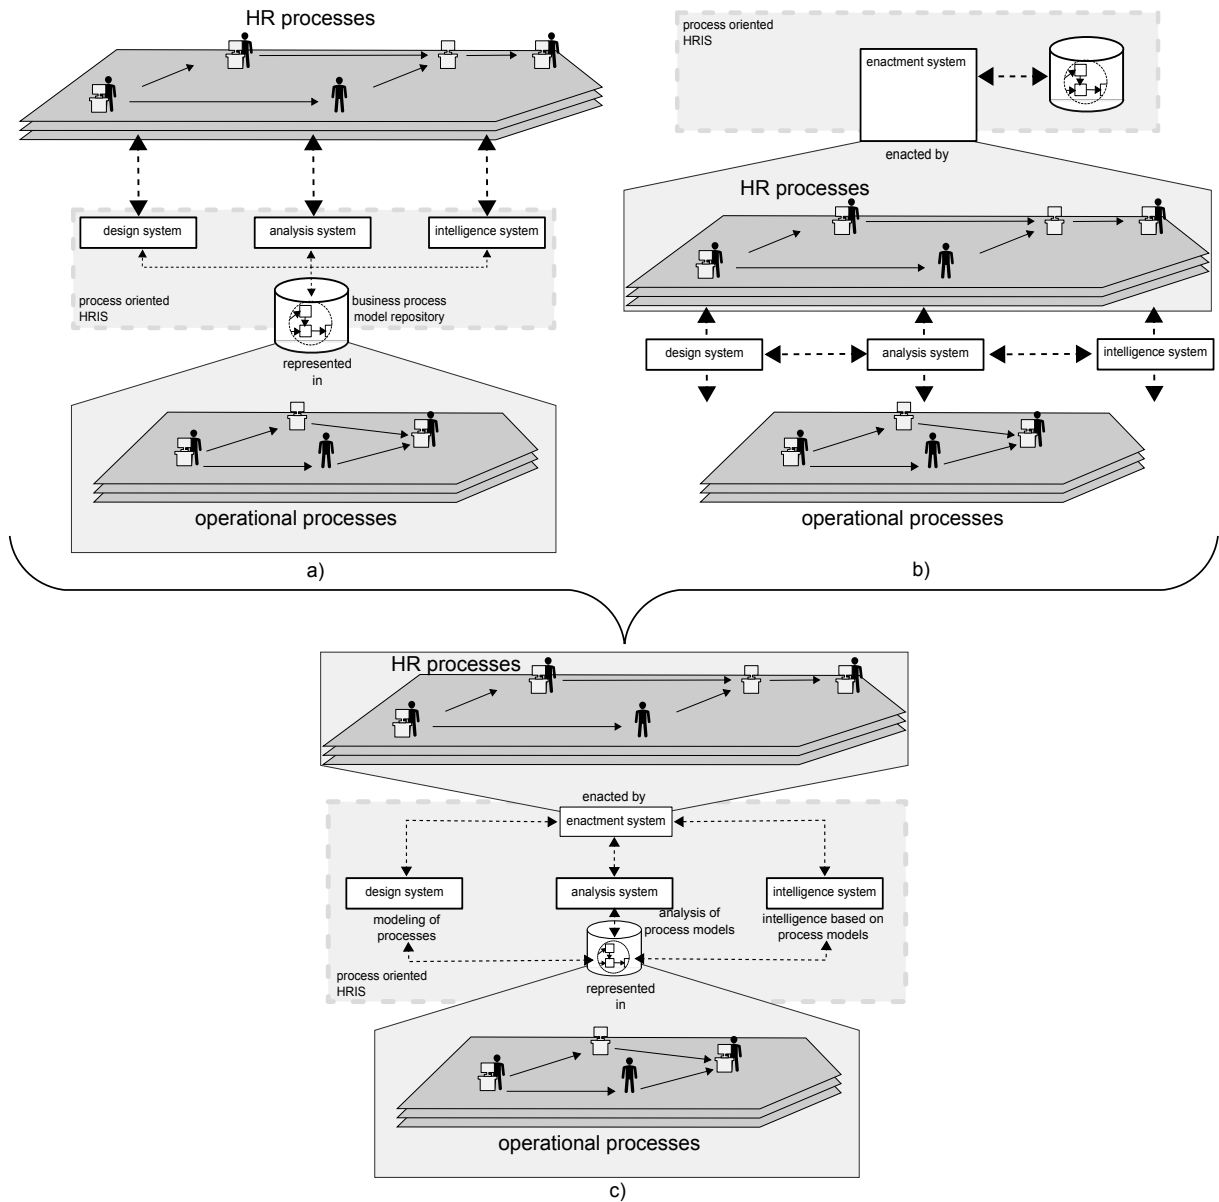 HR processes
design system
analysis system
intelligence system
process oriented
HRIS
business process
model repository
represented
in
operational processes
a)
process oriented
HRIS
enactment system
enacted by
HR processes
design system
analysis system
intelligence system
operational processes
b)
HR processes
enacted by
enactment system
design system
analysis system
intelligence system
modeling of
processes
analysis of
process models
intelligence based on
process models
process oriented
HRIS
represented
in
operational processes
c)